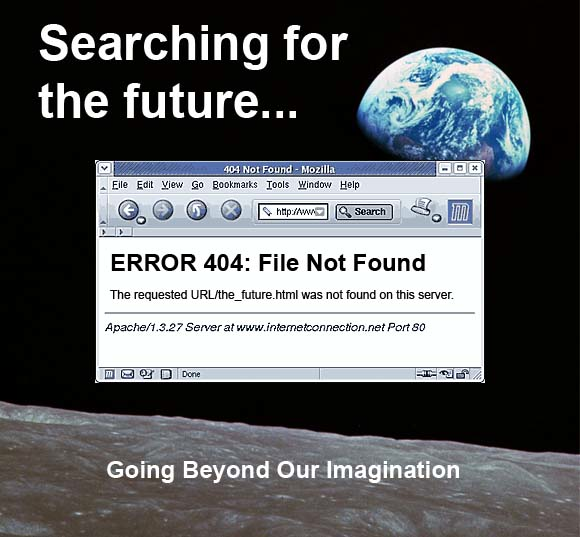 Searching for
the future...
404 Not Found - Mozilla
File Edit View Go Bookmarks Tools Window Help
http://www Search
ERROR 404: File Not Found
The requested URL/the_future.html was not found on this server.
Apache/1.3.27 Server at www.internetconnection.net Port 80
Done
Going Beyond Our Imagination